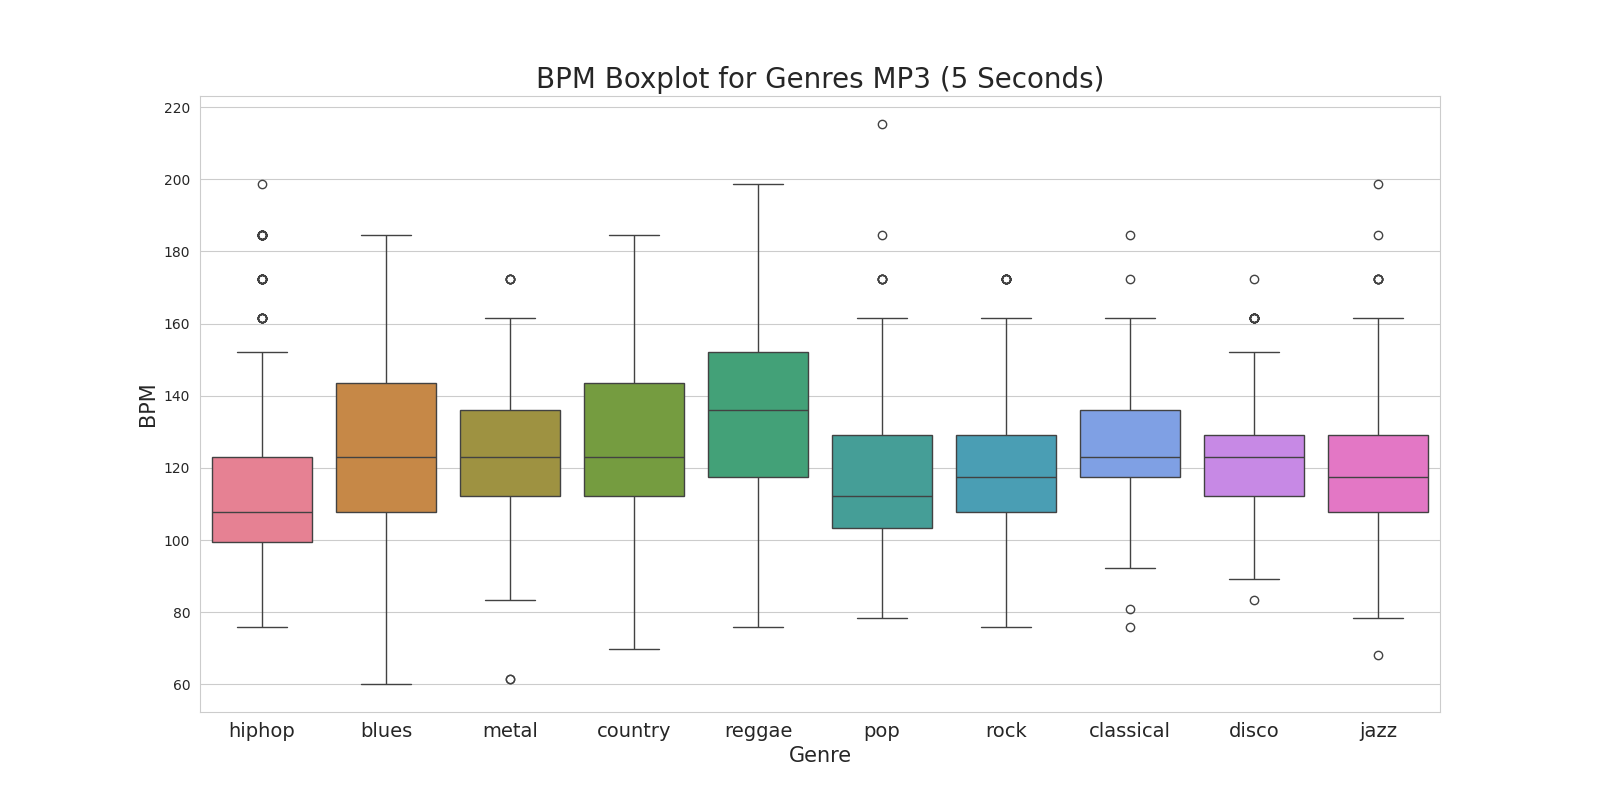 BPM Boxplot for Genres MP3 (5 Seconds)
220
200
180
160
140
120
100
80
60
BPM
hiphop blues metal country reggae pop rock classical disco jazz
Genre